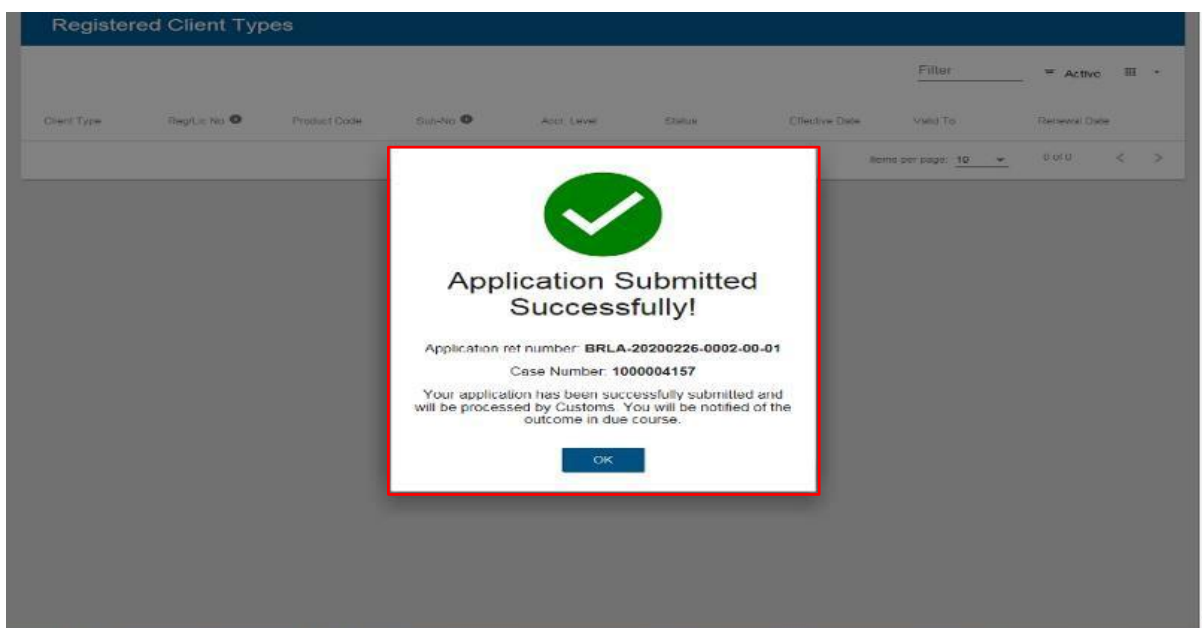 Registered Client Types
Filter
Active
Client Type Reg/Lic No Product Code Sub-No Acct. Level Status Effective Date Valid To Renewal Date
Items per page: 10 0 of 0
Application Submitted
Successfully!
Application ref number: BRLA-20200226-0002-00-01
Case Number: 1000004157
Your application has been successfully submitted and
will be processed by Customs. You will be notified of the
outcome in due course.
OK